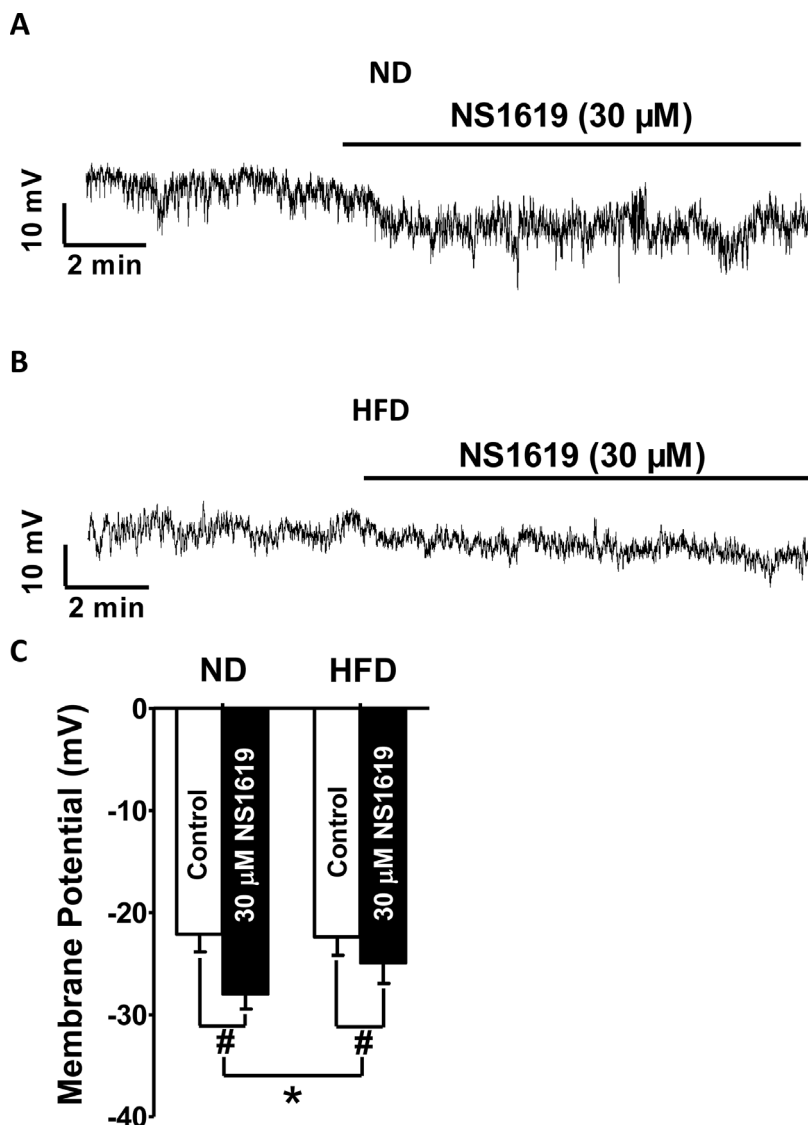 A
ND
NS1619 (30 µM)
10 mV
2 min
B
HFD
NS1619 (30 µM)
10 mV
2 min
C
ND
HFD
Membrane Potential (mV)
0
-10
-20
-30
-40
Control
30 µM NS1619
Control
30 µM NS1619
#
#
*